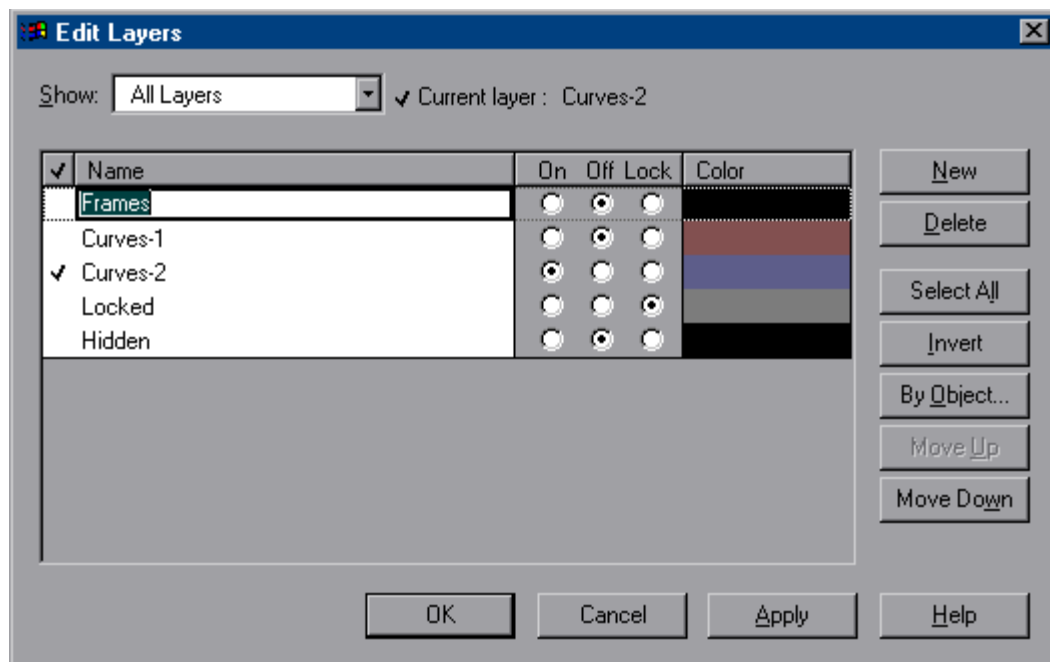 Edit Layers
Show: All Layers Current layer : Curves-2
Name On Off Lock Color
Frames
Curves-1
Curves-2
Locked
Hidden
New
Delete
Select All
Invert
By Object...
Move Up
Move Down
OK Cancel Apply Help